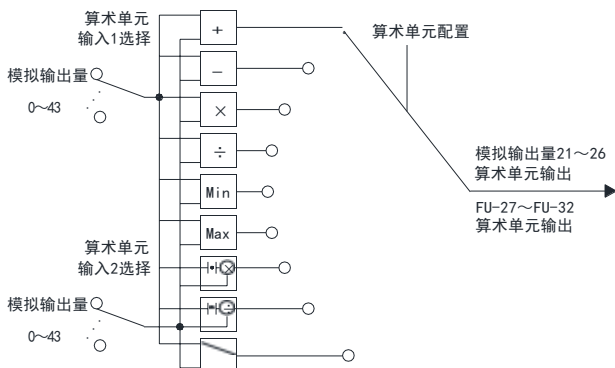 算术单元
输入1选择
模拟输出量
0～43
+
−
×
÷
Min
Max
算术单元配置
模拟输出量21～26
算术单元输出
FU-27～FU-32
算术单元输出
算术单元
输入2选择
模拟输出量
0～43